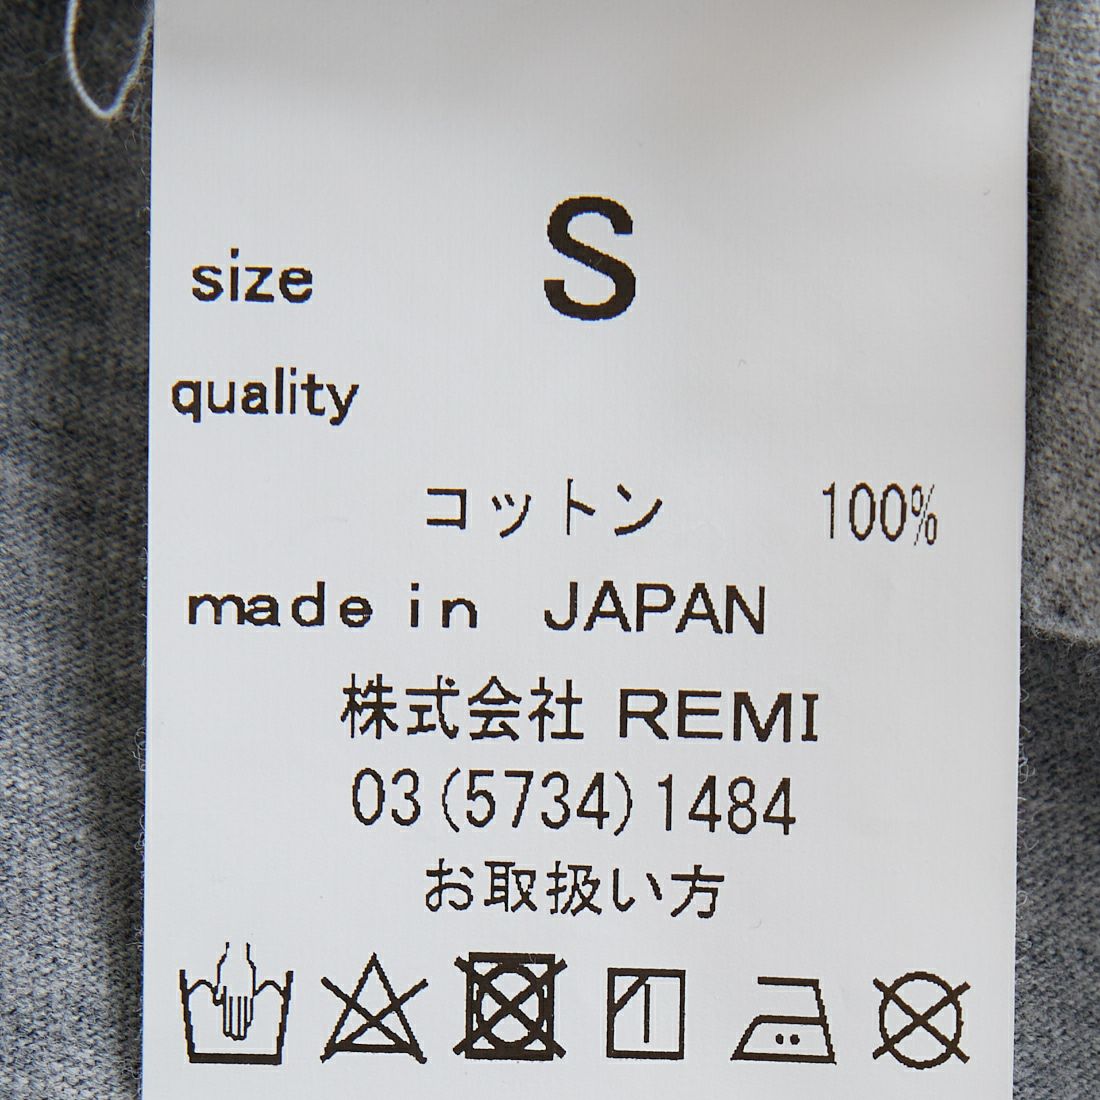 size S
quality
コットン 100%
made in JAPAN
株式会社 REMI
03(5734)1484
お取扱い方